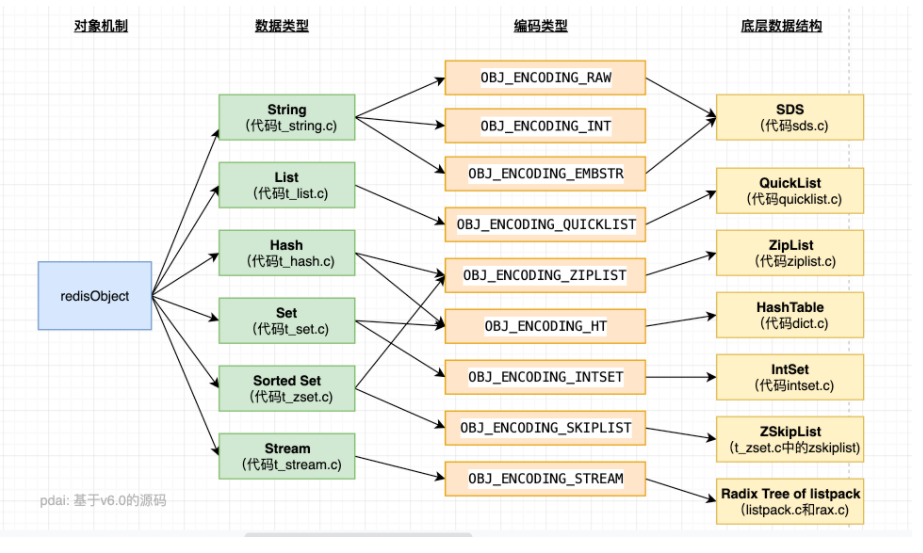 对象机制
数据类型
编码类型
底层数据结构
redisObject
String
（代码t_string.c）
List
（代码t_list.c）
Hash
（代码t_hash.c）
Set
（代码t_set.c）
Sorted Set
（代码t_zset.c）
Stream
（代码t_stream.c）
OBJ_ENCODING_RAW
OBJ_ENCODING_INT
OBJ_ENCODING_EMBSTR
OBJ_ENCODING_QUICKLIST
OBJ_ENCODING_ZIPLIST
OBJ_ENCODING_HT
OBJ_ENCODING_INTSET
OBJ_ENCODING_SKIPLIST
OBJ_ENCODING_STREAM
SDS
（代码sds.c）
QuickList
（代码quicklist.c）
ZipList
（代码ziplist.c）
HashTable
（代码dict.c）
IntSet
（代码intset.c）
ZSkipList
（t_zset.c中的zskiplist)
Radix Tree of listpack
（listpack.c和rax.c）
pdai: 基于v6.0的源码